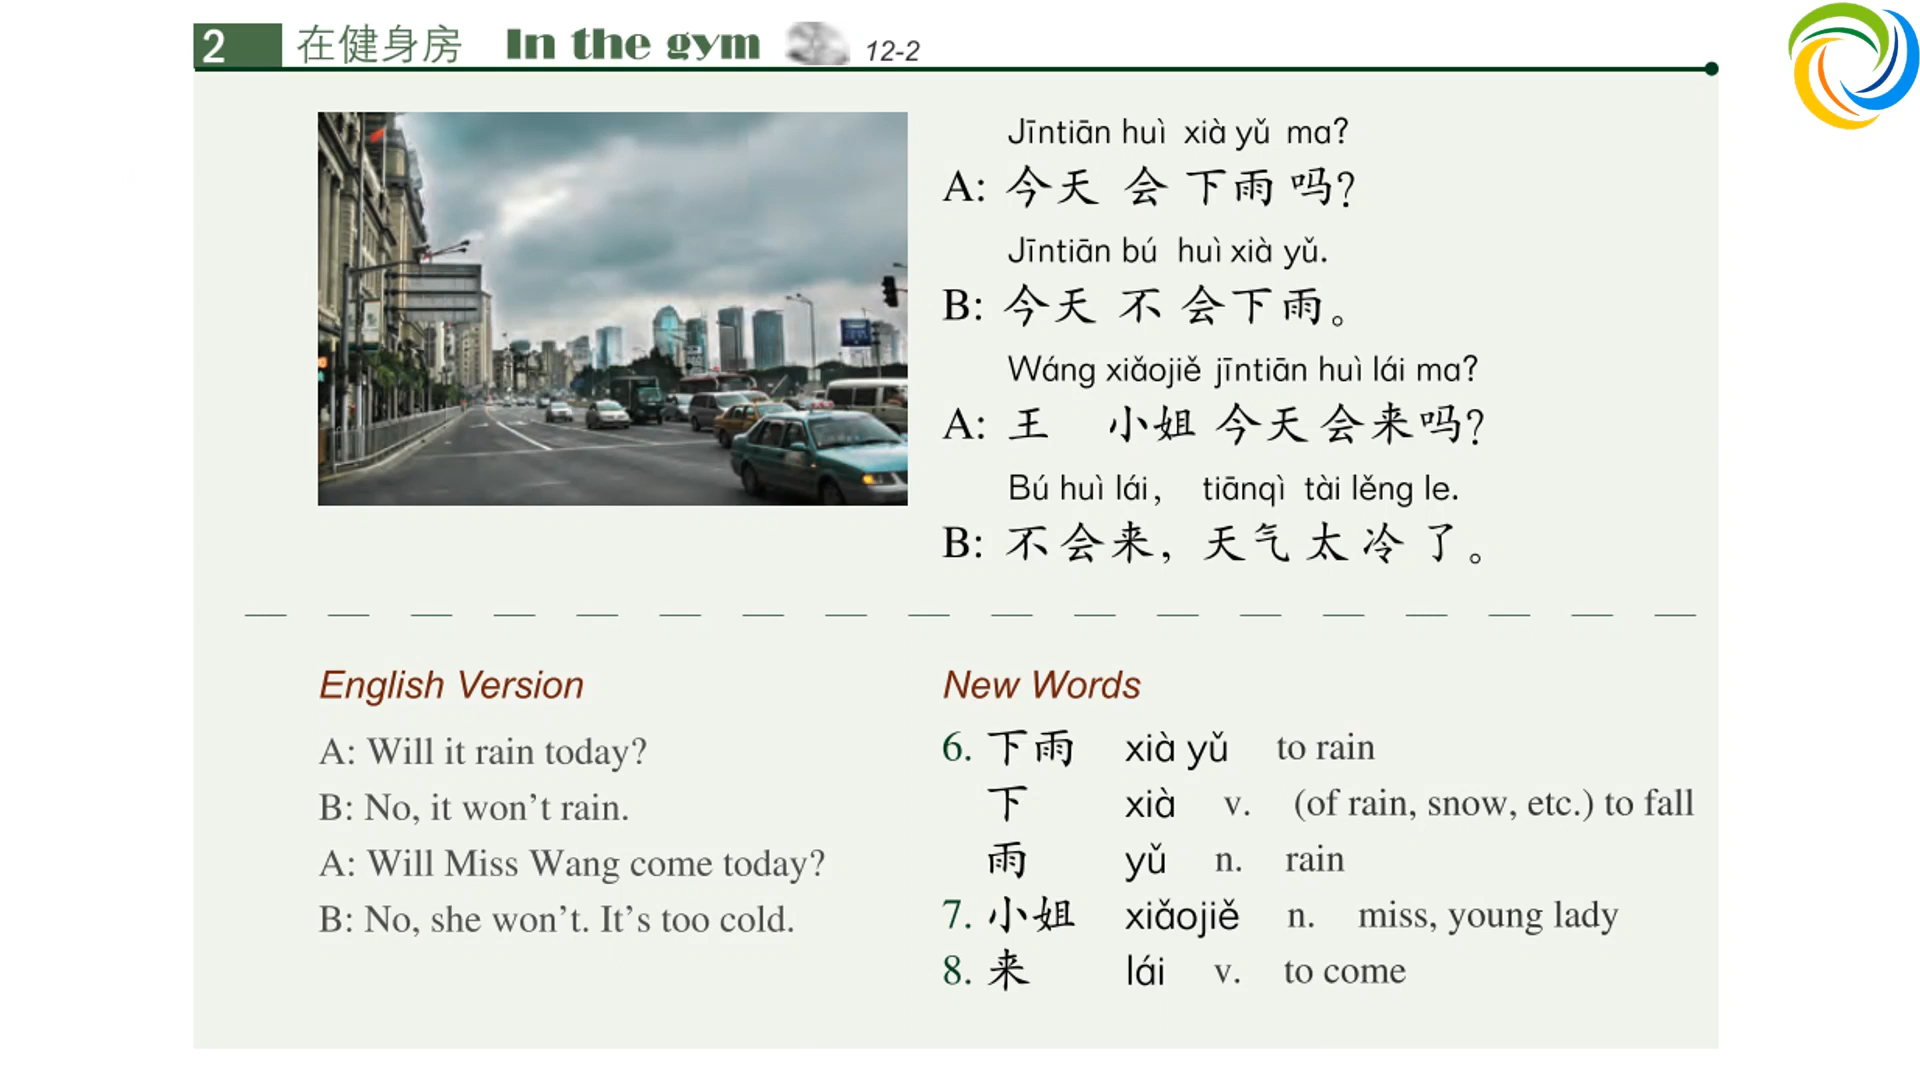 2 在健身房 In the gym 12-2
Jīntiān huì xià yǔ ma?
A: 今天 会 下雨 吗?
Jīntiān bú huì xià yǔ.
B: 今天 不 会下雨。
Wáng xiǎojiě jīntiān huì lái ma?
A: 王 小姐 今天会来吗?
Bú huì lái, tiānqì tài lěng le.
B: 不会来, 天气 太 冷 了。
English Version
A: Will it rain today?
B: No, it won’t rain.
A: Will Miss Wang come today?
B: No, she won’t. It’s too cold.
New Words
6. 下雨 xià yǔ to rain
下 xià v. (of rain, snow, etc.) to fall
雨 yǔ n. rain
7. 小姐 xiǎojiě n. miss, young lady
8. 来 lái v. to come